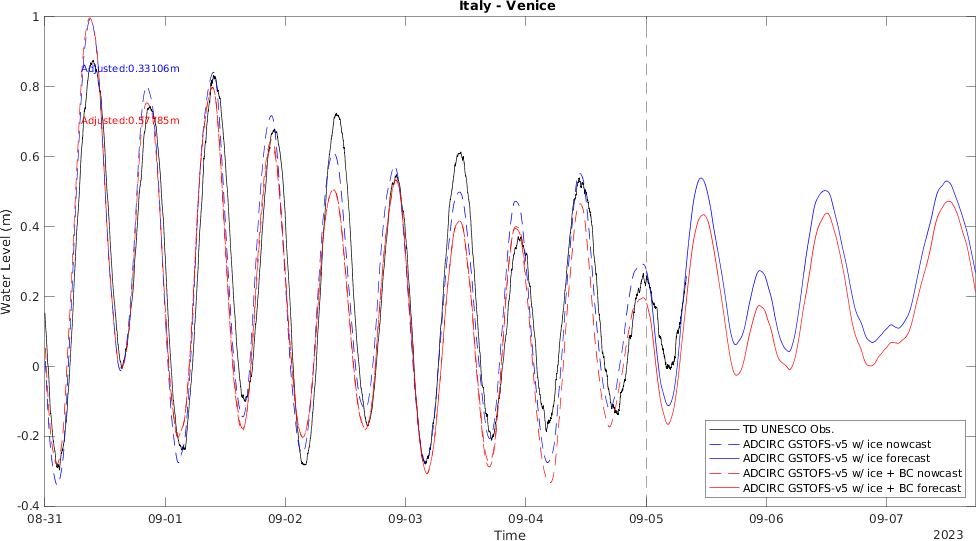 Italy - Venice
1
0.8
0.6
0.4
0.2
0
-0.2
-0.4
Water Level (m)
Adjusted:0.33106m
Adjusted:0.57785m
TD UNESCO Obs.
ADCIRC GSTOFS-v5 w/ ice nowcast
ADCIRC GSTOFS-v5 w/ ice forecast
ADCIRC GSTOFS-v5 w/ ice + BC nowcast
ADCIRC GSTOFS-v5 w/ ice + BC forecast
08-31 09-01 09-02 09-03 09-04 09-05 09-06 09-07
Time
2023